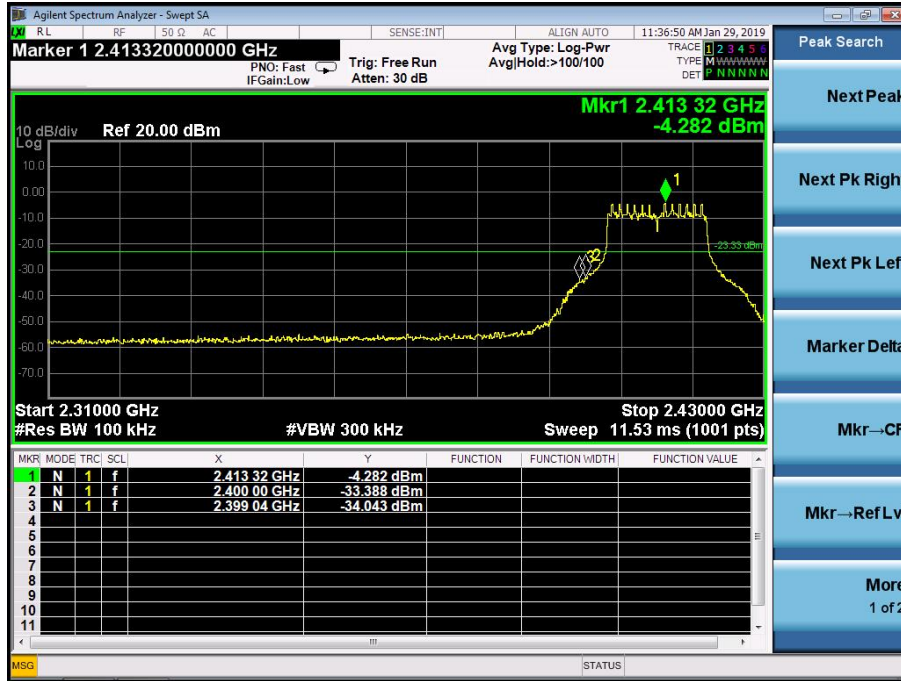 Agilent Spectrum Analyzer - Swept SA
LXI RL RF 50 Ω AC SENSE:INT ALIGN AUTO 11:36:50 AM Jan 29, 2019
Marker 1 2.413320000000 GHz
PNO: Fast
IFGain:Low
Trig: Free Run
Atten: 30 dB
Avg Type: Log-Pwr
Avg|Hold:>100/100
TRACE 1 2 3 4 5 6
TYPE M WWWWW
DET P N N N N N
Mkr1 2.413 32 GHz
-4.282 dBm
10 dB/div Ref 20.00 dBm
Log
10.0
0.00
-10.0
-20.0
-30.0
-40.0
-50.0
-60.0
-70.0
1
-23.33 dBm
3 2
Start 2.31000 GHz Stop 2.43000 GHz
#Res BW 100 kHz #VBW 300 kHz Sweep 11.53 ms (1001 pts)
MKR MODE TRC SCL X Y FUNCTION FUNCTION WIDTH FUNCTION VALUE
1 N 1 f 2.413 32 GHz -4.282 dBm
2 N 1 f 2.400 00 GHz -33.388 dBm
3 N 1 f 2.399 04 GHz -34.043 dBm
4
5
6
7
8
9
10
11
MSG STATUS
Peak Search
Next Peak
Next Pk Righ
Next Pk Lef
Marker Delta
Mkr→CF
Mkr→Ref Lv
More
1 of 2